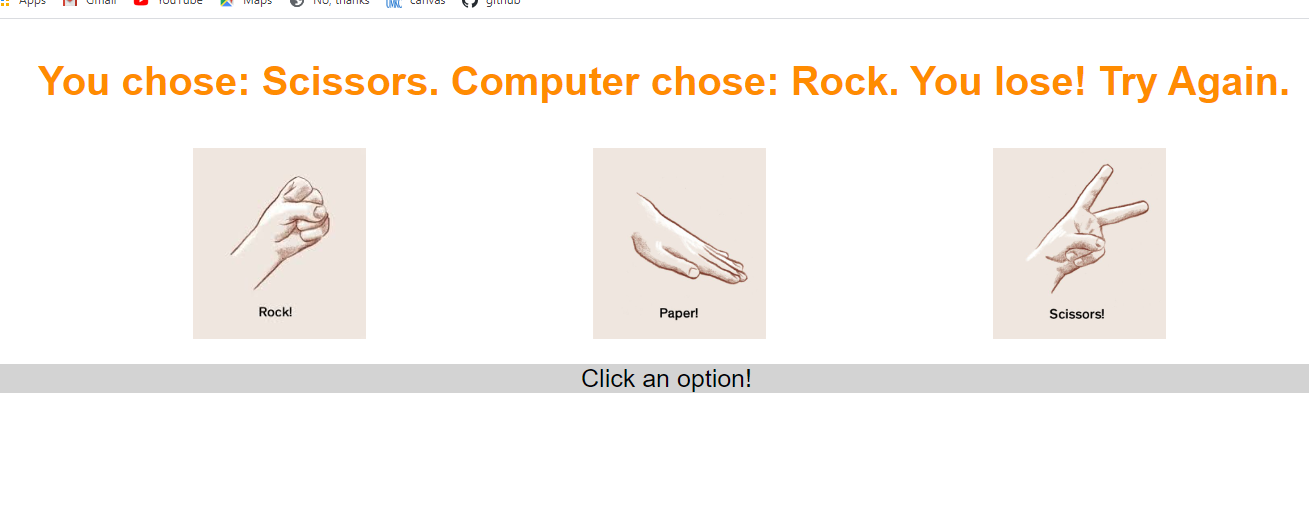 Apps Gmail YouTube Maps No, thanks UMKC canvas github
You chose: Scissors. Computer chose: Rock. You lose! Try Again.
Rock! Paper! Scissors!
Click an option!